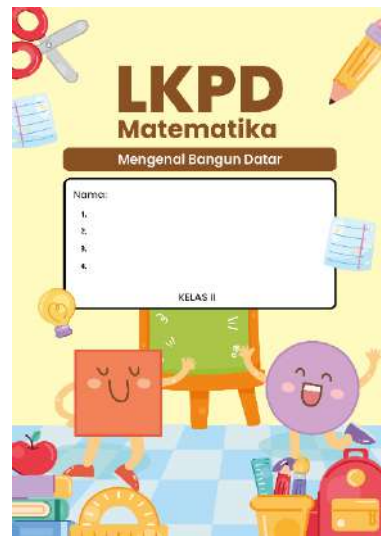 LKPD
Matematika
Mengenal Bangun Datar
Nama:
1.
2.
3.
4.
KELAS II